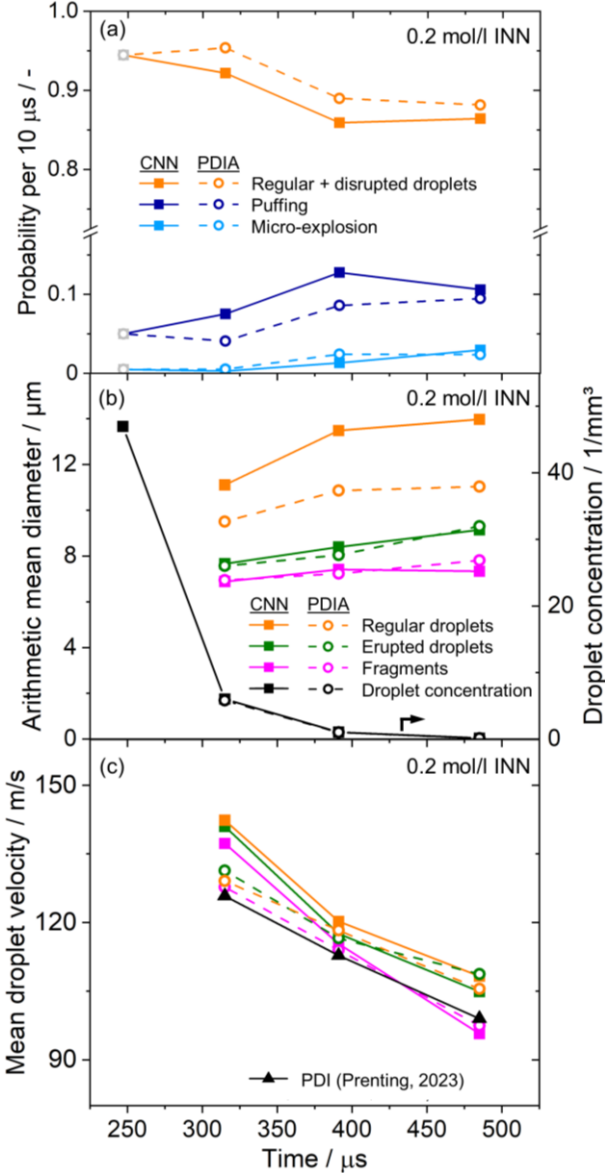 1.0
(a)
0.2 mol/l INN
Probability per 10 µs / -
0.9
CNN PDIA
Regular + disrupted droplets
0.8
Puffing
Micro-explosion
0.1
0
(b)
0.2 mol/l INN
Arithmetic mean diameter / µm
Droplet concentration / 1/mm³
12
40
8
20
CNN PDIA
Regular droplets
Erupted droplets
4
Fragments
Droplet concentration
0
0
(c)
0.2 mol/l INN
Mean droplet velocity / m/s
150
120
90
PDI (Prenting, 2023)
250 300 350 400 450 500
Time / µs